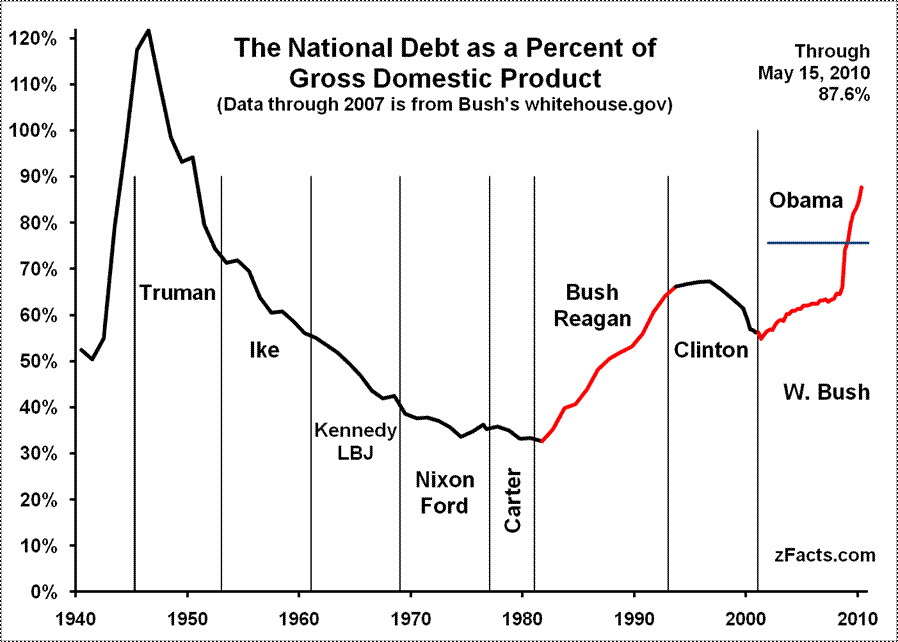 The National Debt as a Percent of
Gross Domestic Product
(Data through 2007 is from Bush's whitehouse.gov)
Through
May 15, 2010
87.6%
120%
110%
100%
90%
80%
70%
60%
50%
40%
30%
20%
10%
0%
Truman
Ike
Kennedy
LBJ
Nixon
Ford
Carter
Bush
Reagan
Clinton
Obama
W. Bush
zFacts.com
1940
1950
1960
1970
1980
1990
2000
2010